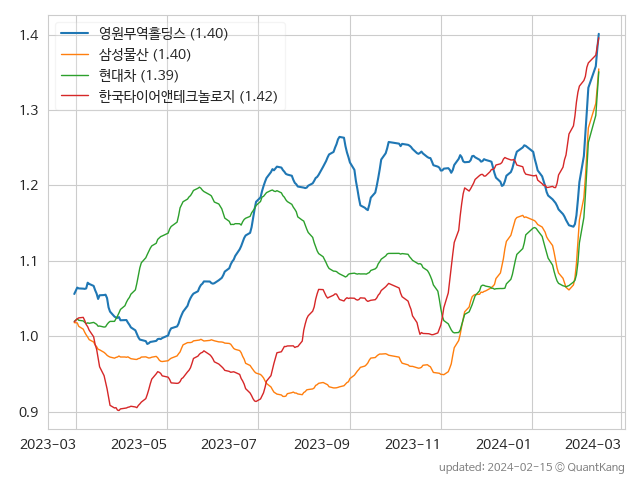 1.4
1.3
1.2
1.1
1.0
0.9
영원무역홀딩스 (1.40)
삼성물산 (1.40)
현대차 (1.39)
한국타이어앤테크놀로지 (1.42)
2023-03 2023-05 2023-07 2023-09 2023-11 2024-01 2024-03
updated: 2024-02-15 © QuantKang